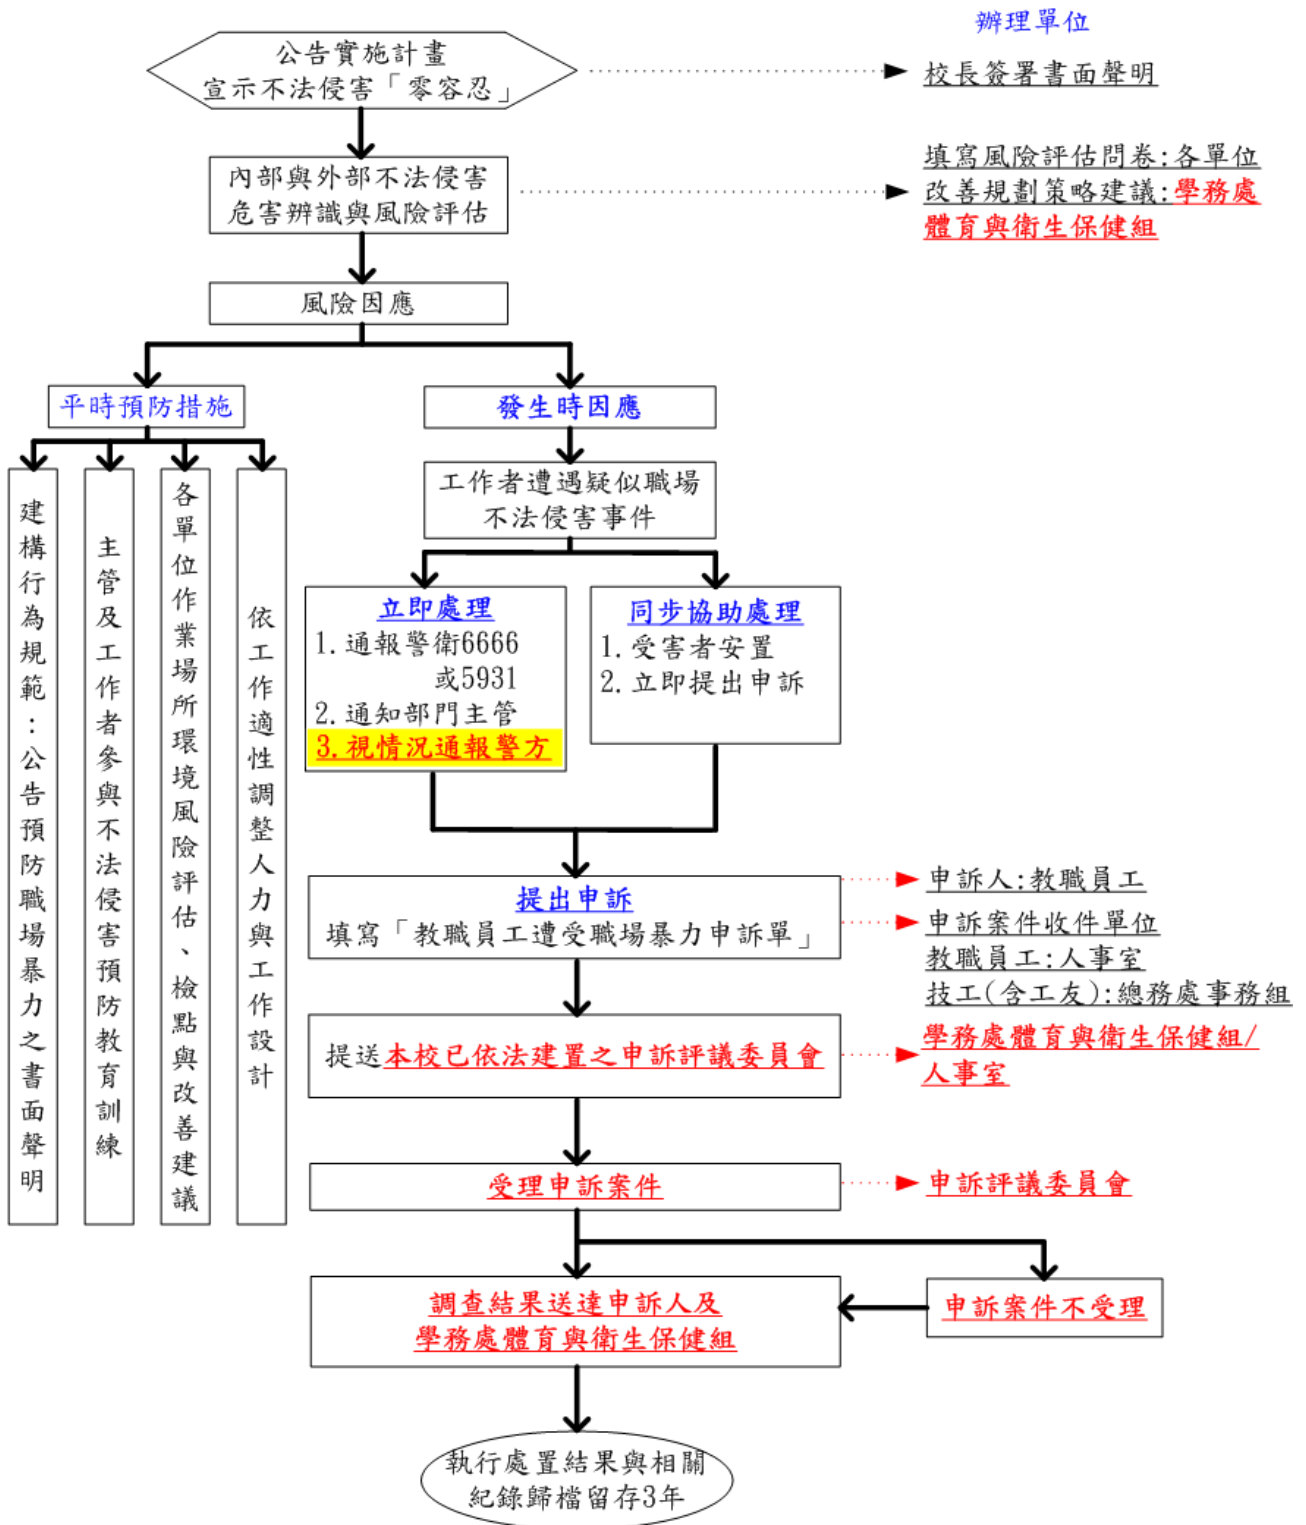 辦理單位
公告實施計畫
宣示不法侵害「零容忍」
校長簽署書面聲明
內部與外部不法侵害
危害辨識與風險評估
填寫風險評估問卷:各單位
改善規劃策略建議:學務處
體育與衛生保健組
風險因應
平時預防措施
發生時因應
建構行為規範：公告預防職場暴力之書面聲明
主管及工作者參與不法侵害預防教育訓練
各單位作業場所環境風險評估、檢點與改善建議
依工作適性調整人力與工作設計
工作者遭遇疑似職場
不法侵害事件
立即處理
1.通報警衛6666
或5931
2.通知部門主管
3.視情況通報警方
同步協助處理
1.受害者安置
2.立即提出申訴
提出申訴
填寫「教職員工遭受職場暴力申訴單」
申訴人:教職員工
申訴案件收件單位
教職員工:人事室
技工(含工友):總務處事務組
提送本校已依法建置之申訴評議委員會
學務處體育與衛生保健組/
人事室
受理申訴案件
申訴評議委員會
調查結果送達申訴人及
學務處體育與衛生保健組
申訴案件不受理
執行處置結果與相關
紀錄歸檔留存3年